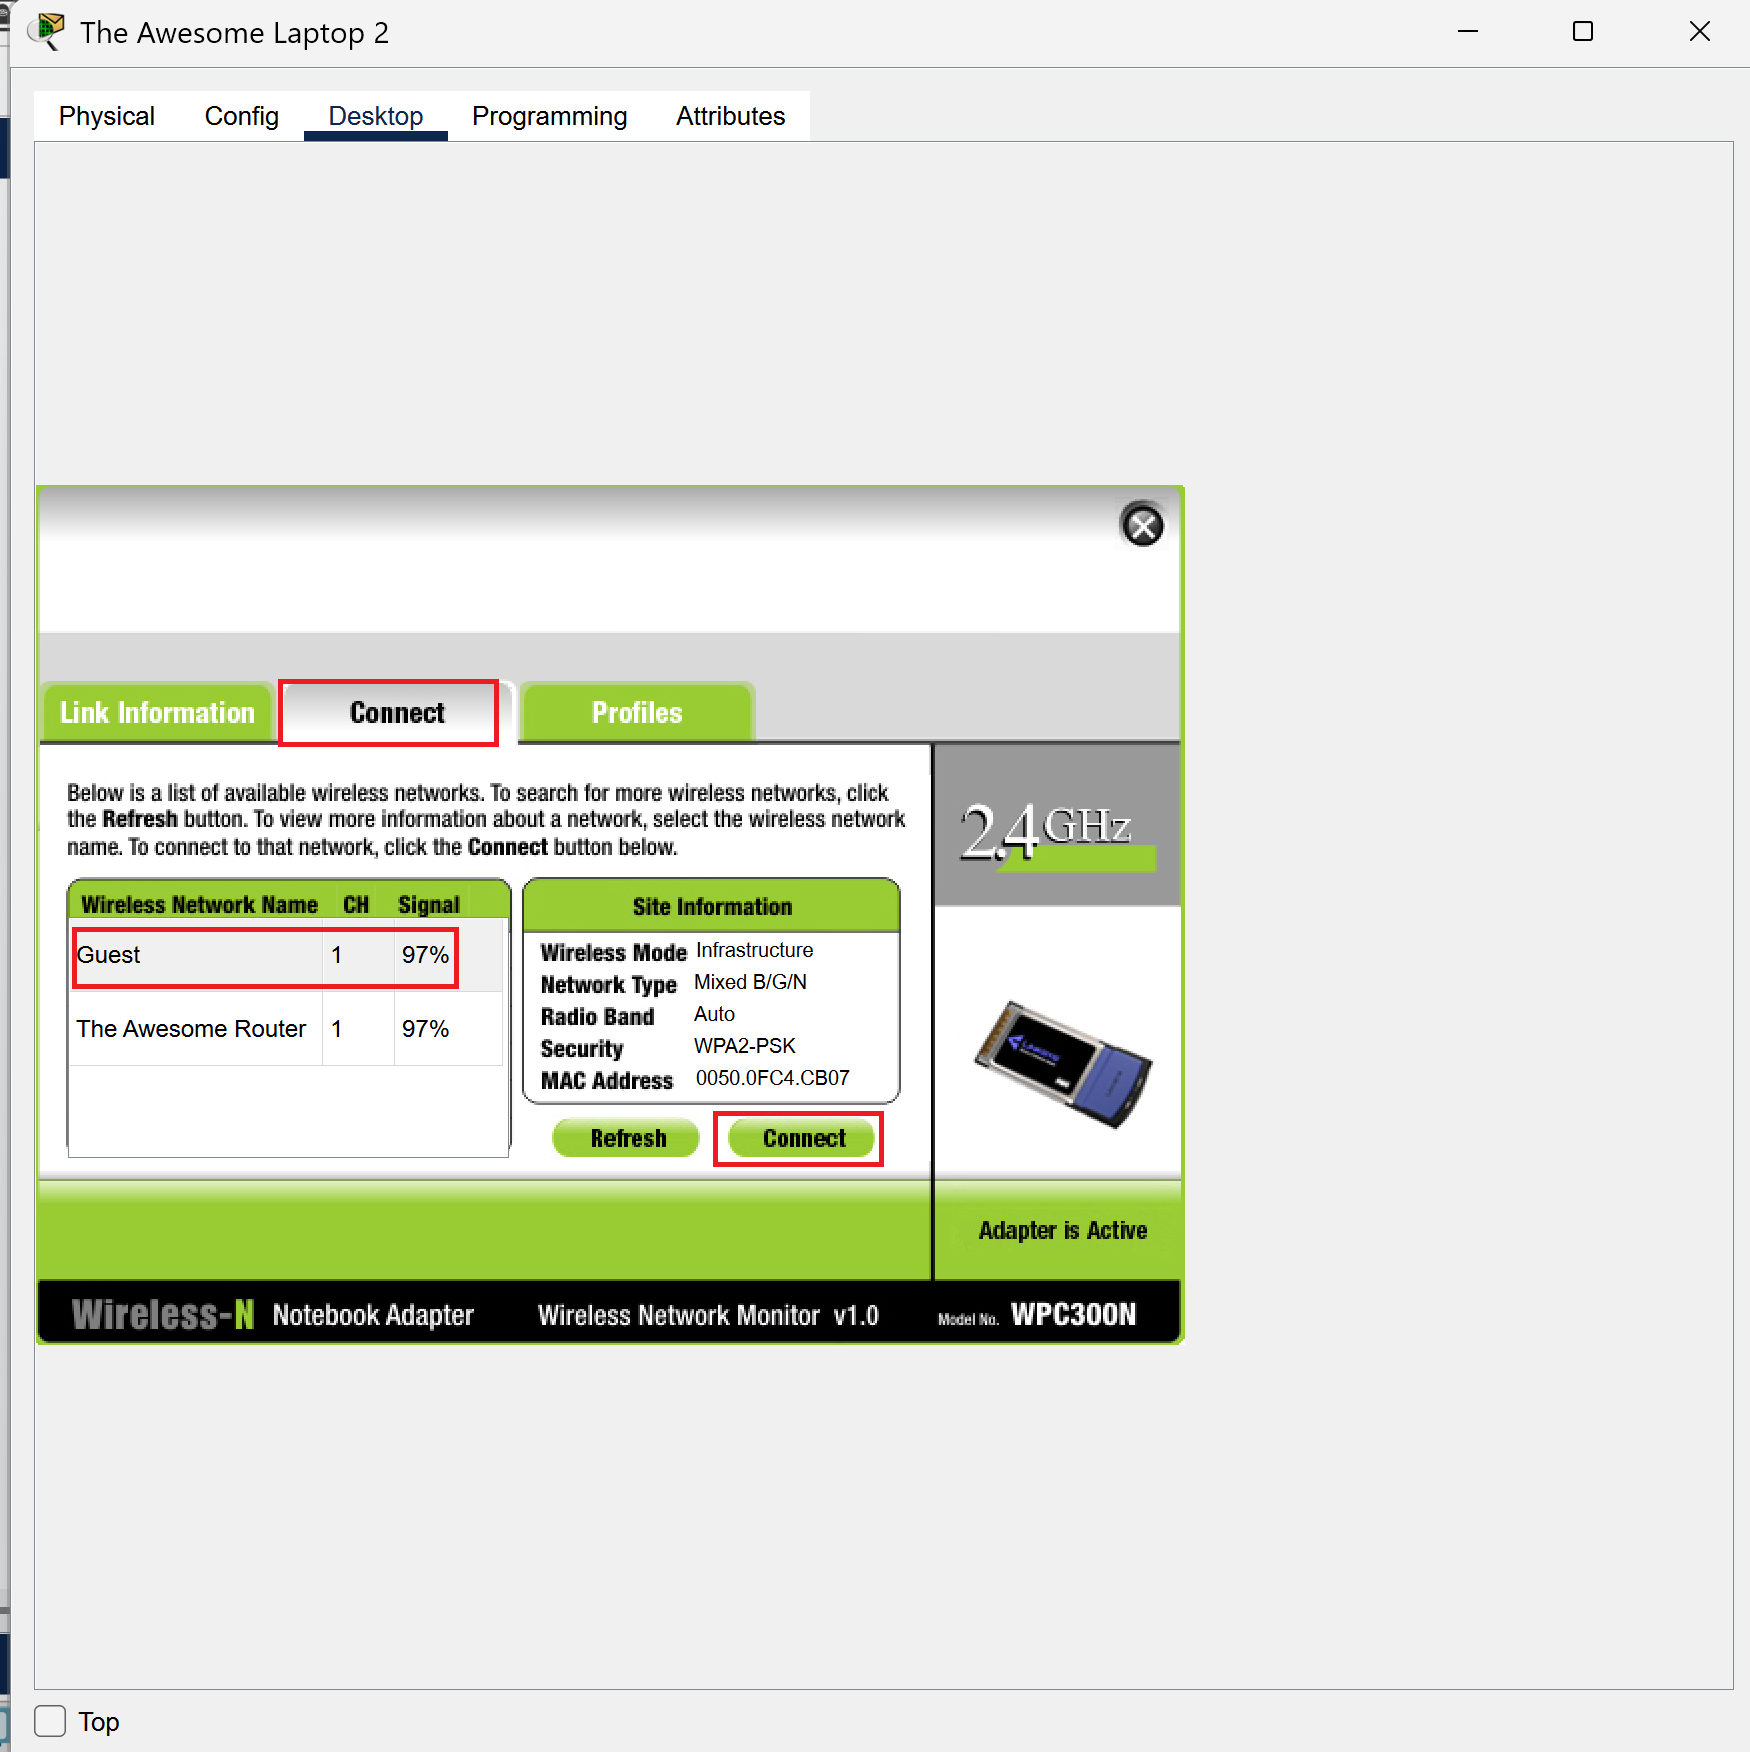 The Awesome Laptop 2
Physical Config Desktop Programming Attributes
Link Information Connect Profiles
Below is a list of available wireless networks. To search for more wireless networks, click
the Refresh button. To view more information about a network, select the wireless network
name. To connect to that network, click the Connect button below.
2.4GHz
Wireless Network Name CH Signal
Guest 1 97%
The Awesome Router 1 97%
Site Information
Wireless Mode Infrastructure
Network Type Mixed B/G/N
Radio Band Auto
Security WPA2-PSK
MAC Address 0050.0FC4.CB07
Refresh Connect
Adapter is Active
Wireless-N Notebook Adapter Wireless Network Monitor v1.0 Model No. WPC300N
Top